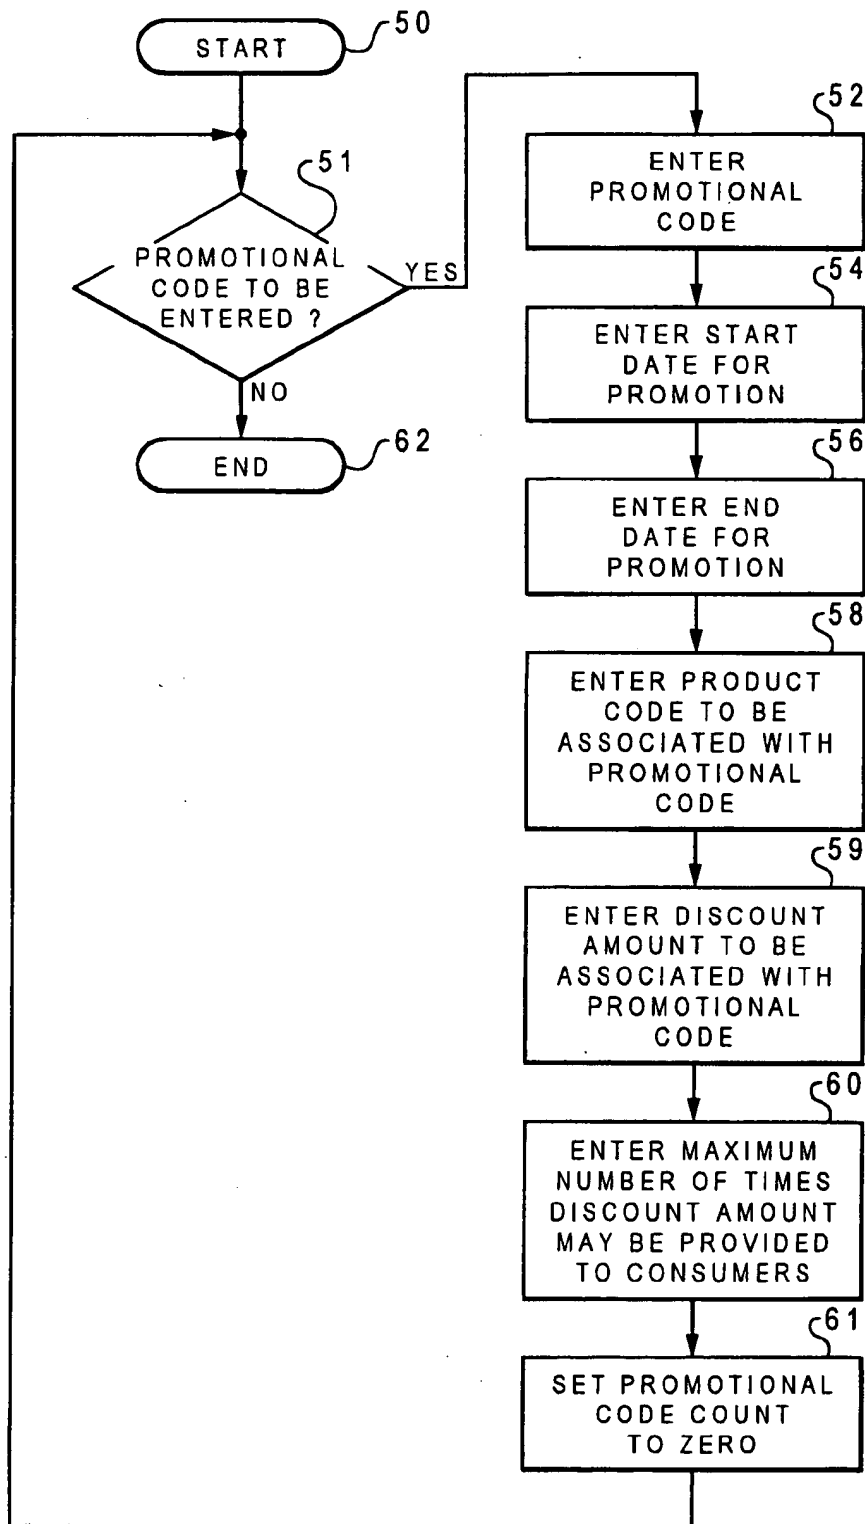 50
START
51
PROMOTIONAL
CODE TO BE
ENTERED ?
YES
NO
62
END
52
ENTER
PROMOTIONAL
CODE
54
ENTER START
DATE FOR
PROMOTION
56
ENTER END
DATE FOR
PROMOTION
58
ENTER PRODUCT
CODE TO BE
ASSOCIATED WITH
PROMOTIONAL
CODE
59
ENTER DISCOUNT
AMOUNT TO BE
ASSOCIATED WITH
PROMOTIONAL
CODE
60
ENTER MAXIMUM
NUMBER OF TIMES
DISCOUNT AMOUNT
MAY BE PROVIDED
TO CONSUMERS
61
SET PROMOTIONAL
CODE COUNT
TO ZERO